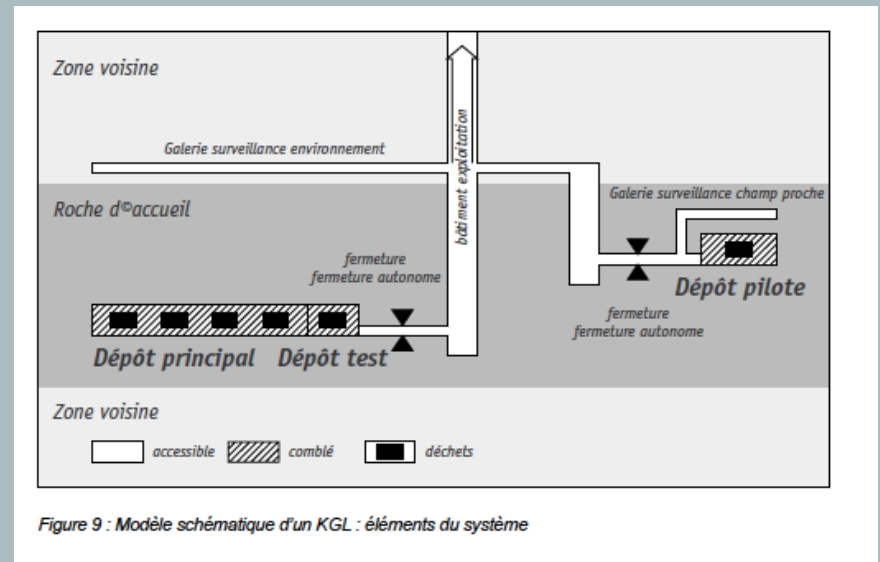 Zone voisine
Galerie surveillance environnement
bâtiment exploitation
Roche d©accueil
Galerie surveillance champ proche
fermeture
fermeture autonome
Dépôt pilote
fermeture
fermeture autonome
Dépôt principal
Dépôt test
Zone voisine
accessible
comblé
déchets
Figure 9 : Modèle schématique d'un KGL : éléments du système